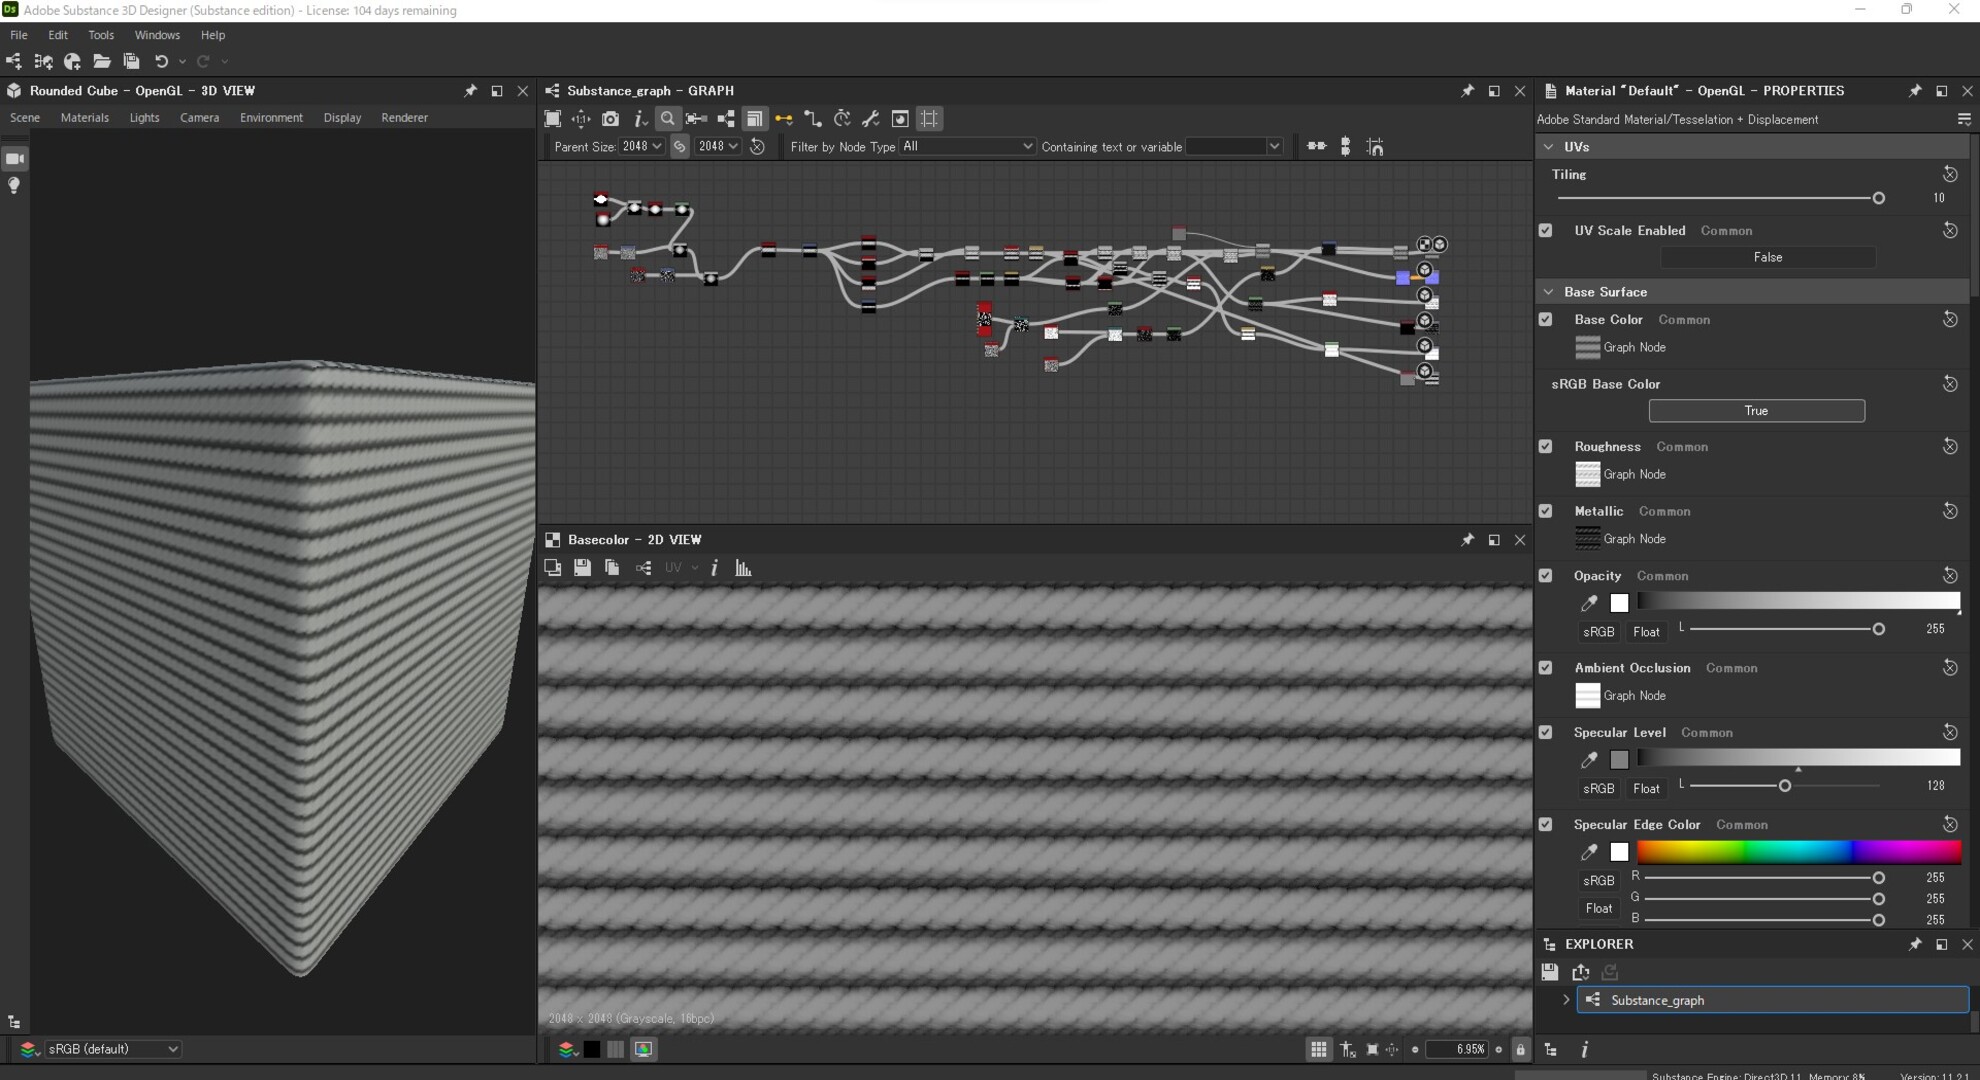 Adobe Substance 3D Designer (Substance edition) - License: 104 days remaining
File Edit Tools Windows Help
Rounded Cube - OpenGL - 3D VIEW
Scene Materials Lights Camera Environment Display Renderer
sRGB (default)
Substance_graph - GRAPH
Parent Size: 2048 2048 Filter by Node Type All Containing text or variable
Basecolor - 2D VIEW
UV
2048 x 2048 (Grayscale, 16bpc)
6.95%
Material "Default" - OpenGL - PROPERTIES
Adobe Standard Material/Tesselation + Displacement
UVs
Tiling
10
UV Scale Enabled Common
False
Base Surface
Base Color Common
Graph Node
sRGB Base Color
True
Roughness Common
Graph Node
Metallic Common
Graph Node
Opacity Common
sRGB Float L 255
Ambient Occlusion Common
Graph Node
Specular Level Common
sRGB Float L 128
Specular Edge Color Common
sRGB R 255
G 255
Float
B 255
EXPLORER
Substance_graph
Substance Engine: Direct3D 11 Memory: 8% Version: 11.2.1